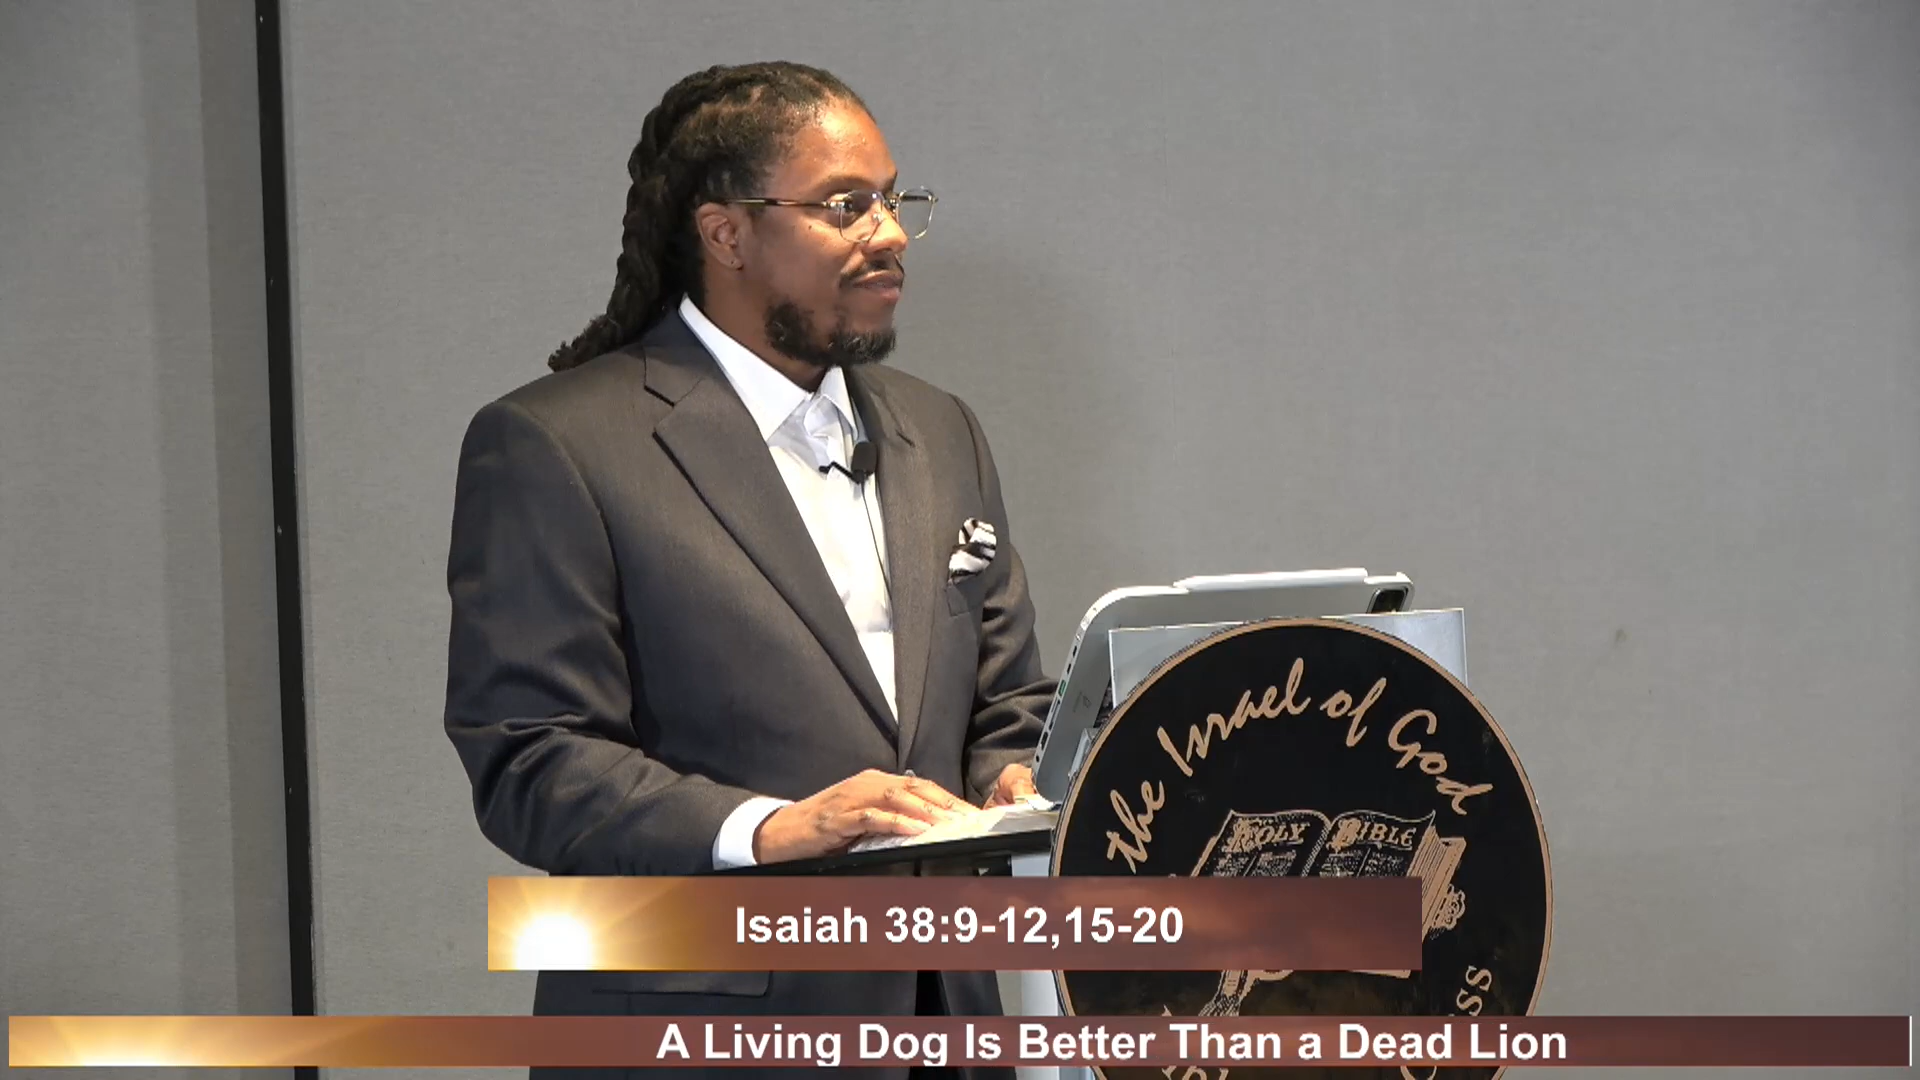 the Israel of God
HOLY BIBLE
Isaiah 38:9-12,15-20
A Living Dog Is Better Than a Dead Lion